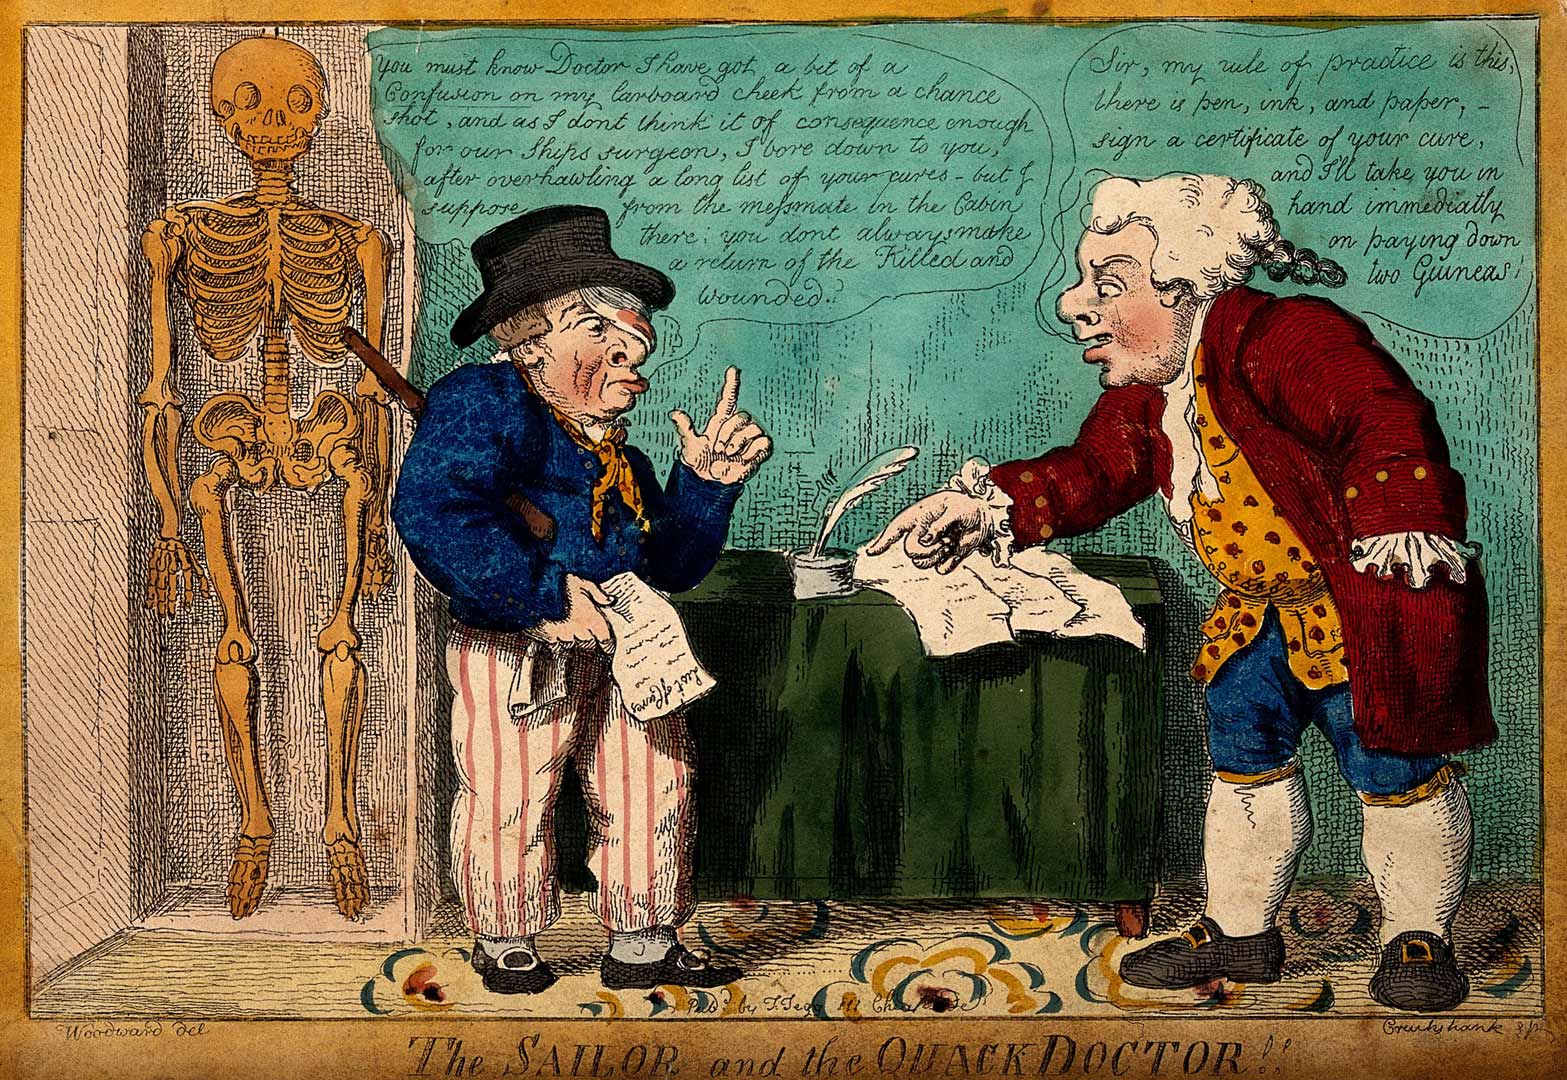 You must know Doctor I have got a bit of a
Confusion on my larboard cheek from a chance
shot, and as I dont think it of consequence enough
for our Ships surgeon, I bore down to you,
after overhawling a long list of your cures - but I
suppose from the messmate in the Cabin
there: you dont always make
a return of the Killed and
wounded.!
Sir, my rule of practice is this,
there is pen, ink, and paper, -
sign a certificate of your cure,
and I'll take you in
hand immediatly
on paying down
two Guineas!
List of Cures
Pubd. by T. Tegg 111 Cheapside
Woodward del
Cruikshank
The SAILOR and the QUACK DOCTOR!!